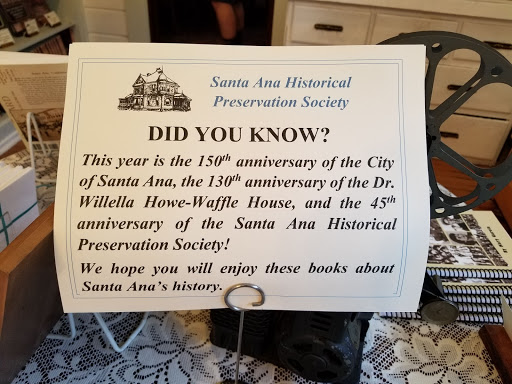 Santa Ana Historical
Preservation Society
DID YOU KNOW?
This year is the 150th anniversary of the City
of Santa Ana, the 130th anniversary of the Dr.
Willella Howe-Waffle House, and the 45th
anniversary of the Santa Ana Historical
Preservation Society!
We hope you will enjoy these books about
Santa Ana's history.